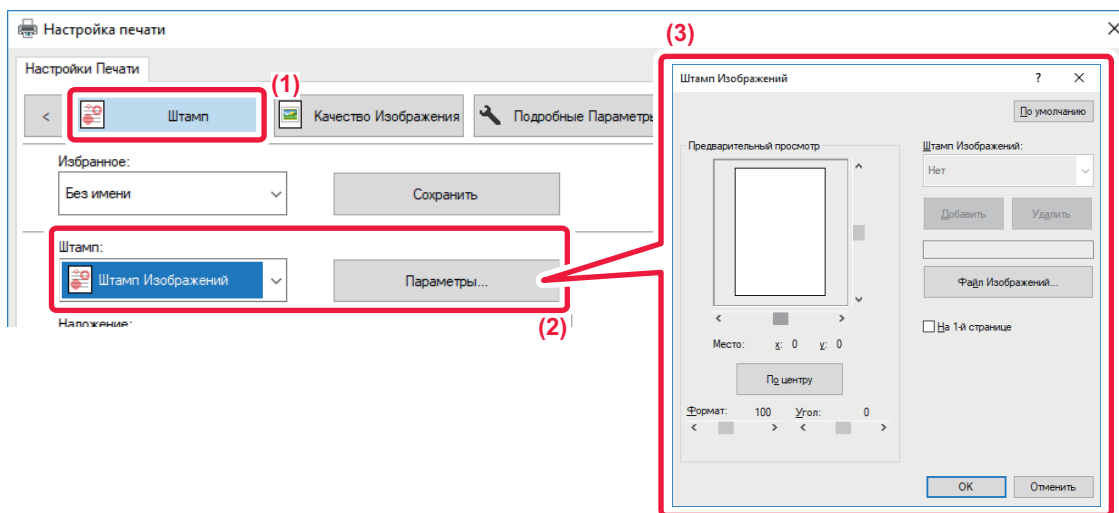 Настройка печати
Настройки Печати
(1)
<
Штамп
Качество Изображения
Подробные Параметры
Избранное:
Без имени
Сохранить
Штамп:
Штамп Изображений
Параметры...
(2)
Наложение:
(3)
Штамп Изображений
?
По умолчанию
Предварительный просмотр
Место: x: 0 y: 0
По центру
Формат: 100 Угол: 0
Штамп Изображений:
Нет
Добавить Удалить
Файл Изображений...
На 1-й странице
OK Отменить